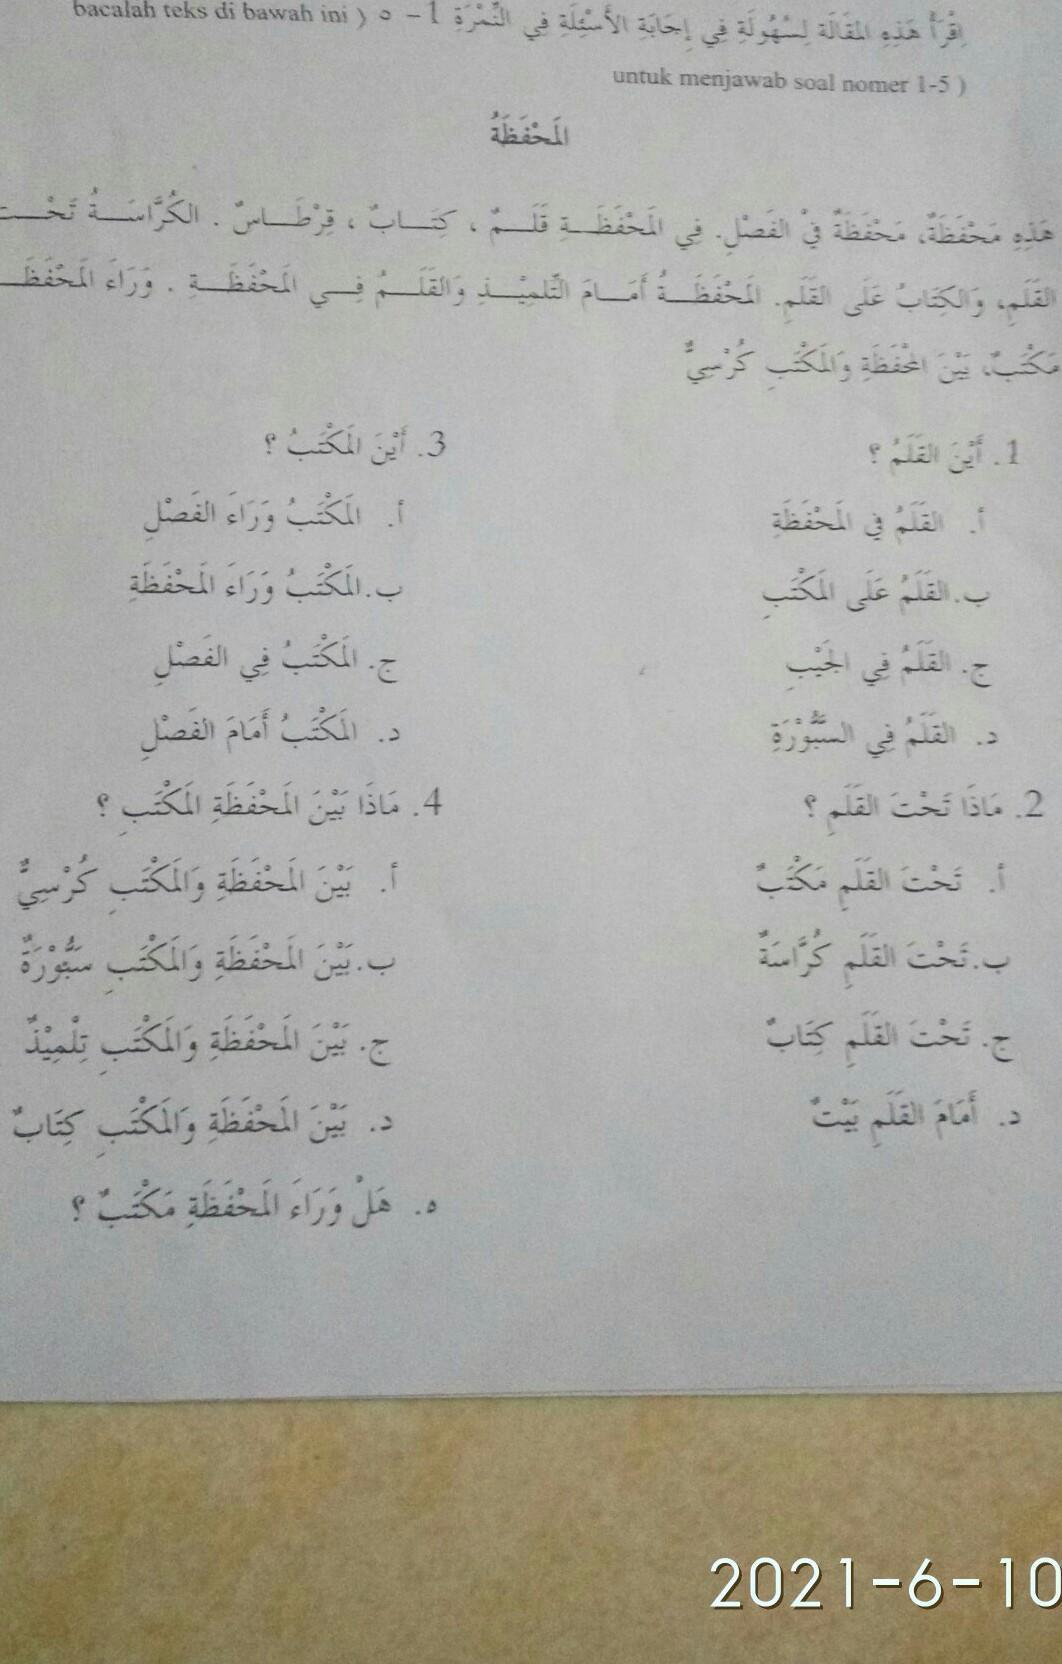 اِقْرَأْ هَذِهِ المَقَالَةَ لِسُهُولَةِ فِي إِجَابَةِ الأَسْئِلَةِ فِي النِّمْرَةِ 1 – ٥ ( bacalah teks di bawah ini
untuk menjawab soal nomer 1-5 )
المَحْفَظَةُ
هَذِهِ مَحْفَظَةٌ، مَحْفَظَةٌ فِيْ الفَصْلِ. فِي المَحْفَظَةِ قَلَمٌ ، كِتَابٌ ، قِرْطَاسٌ . الكُرَّاسَةُ تَحْت
القَلَمِ، وَالكِتَابُ عَلَى القَلَمِ. المَحْفَظَةُ أَمَامَ التِّلمِيْذِ وَالقَلَمُ فِي المَحْفَظَةِ . وَرَاءَ المَحْفَظَ
مَكْتَبٌ، بَيْنَ المحْفَظَةِ وَالمَكْتَبِ كُرْسِيٌّ
1. أَيْنَ القَلَمُ ؟
أ. القَلَمُ فِي المَحْفَظَةِ
ب. القَلَمُ عَلَى المَكْتَبِ
ج. القَلَمُ فِي الجَيْبِ
د. القَلَمُ فِي السَّبُّوْرَةِ
2. مَاذَا تَحْتَ القَلَمِ ؟
أ. تَحْتَ القَلَمِ مَكْتَبٌ
ب. تَحْتَ القَلَمِ كُرَّاسَةٌ
ج. تَحْتَ القَلَمِ كِتَابٌ
د. أَمَامَ القَلَمِ بَيْتٌ
3. أَيْنَ المَكْتَبُ ؟
أ. المَكْتَبُ وَرَاءَ الفَصْلِ
ب. المَكْتَبُ وَرَاءَ المَحْفَظَةِ
ج. المَكْتَبُ فِي الفَصْلِ
د. المَكْتَبُ أَمَامَ الفَصْلِ
4. مَاذَا بَيْنَ المَحْفَظَةِ المَكْتَبِ ؟
أ. بَيْنَ المَحْفَظَةِ وَالمَكْتَبِ كُرْسِيٌّ
ب. بَيْنَ المَحْفَظَةِ وَالمَكْتَبِ سَبُّوْرَةٌ
ج. بَيْنَ المَحْفَظَةِ وَالمَكْتَبِ تِلْمِيْذٌ
د. بَيْنَ المَحْفَظَةِ وَالمَكْتَبِ كِتَابٌ
٥. هَلْ وَرَاءَ المَحْفَظَةِ مَكْتَبٌ ؟
2021-6-10